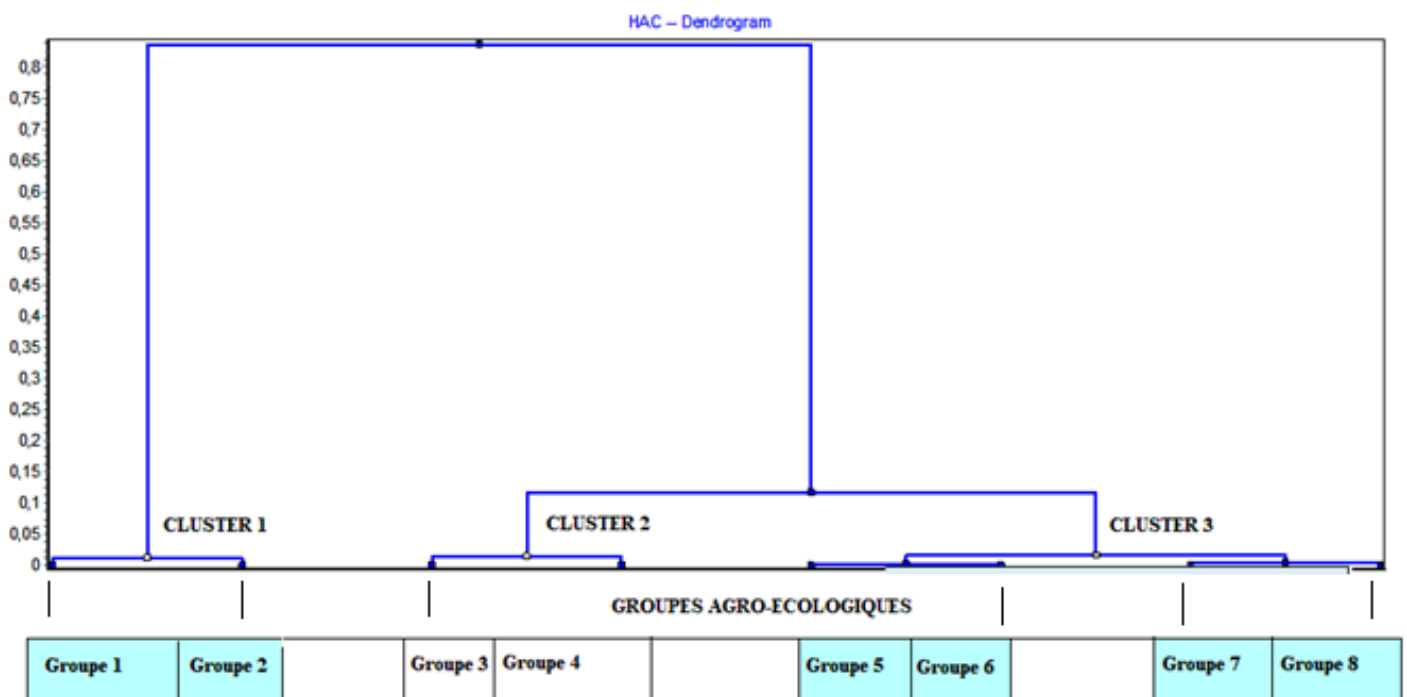 HAC – Dendrogram
0,8
0,75
0,7
0,65
0,6
0,55
0,5
0,45
0,4
0,35
0,3
0,25
0,2
0,15
0,1
0,05
0
CLUSTER 1
CLUSTER 2
CLUSTER 3
GROUPES AGRO-ECOLOGIQUES
Groupe 1 Groupe 2 Groupe 3 Groupe 4 Groupe 5 Groupe 6 Groupe 7 Groupe 8